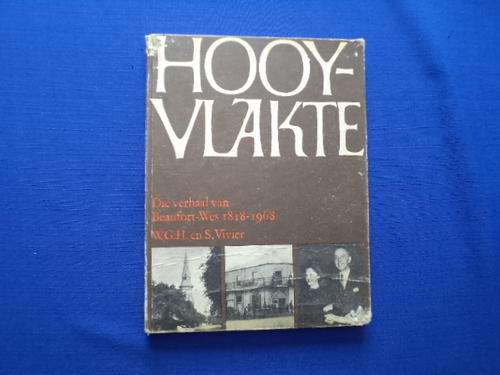 HOOY-
VLAKTE
Die verhaal van
Beaufort-Wes 1818-1968
W.G.H. en S. Vivier